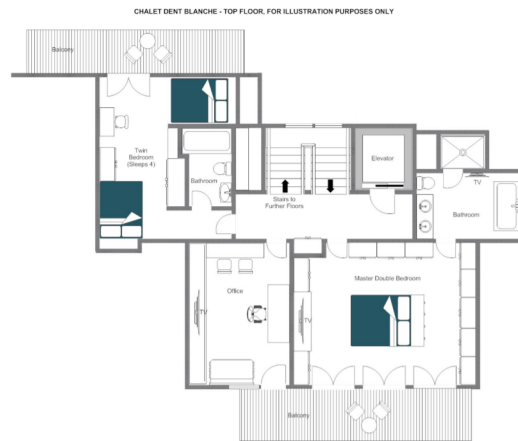 CHALET DENT BLANCHE - TOP FLOOR, FOR ILLUSTRATION PURPOSES ONLY
Balcony
Twin
Bedroom
(Sleeps 4)
Bathroom
Elevator
Stairs to
Further Floors
TV
Bathroom
Office
TV
Master Double Bedroom
TV
Balcony